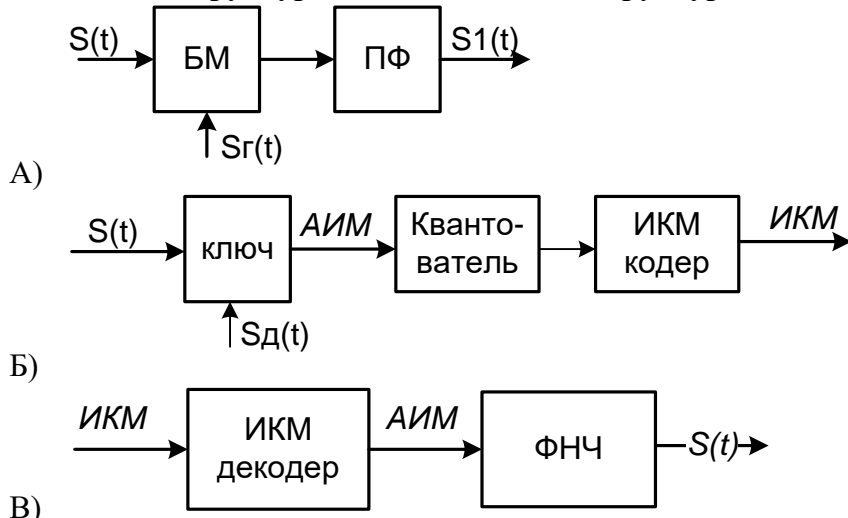 S(t)
БМ
ПФ
S1(t)
Sг(t)
А)
S(t)
ключ
АИМ
Кванто-
ватель
ИКМ
кодер
ИКМ
Sд(t)
Б)
ИКМ
ИКМ
декодер
АИМ
ФНЧ
S(t)
В)